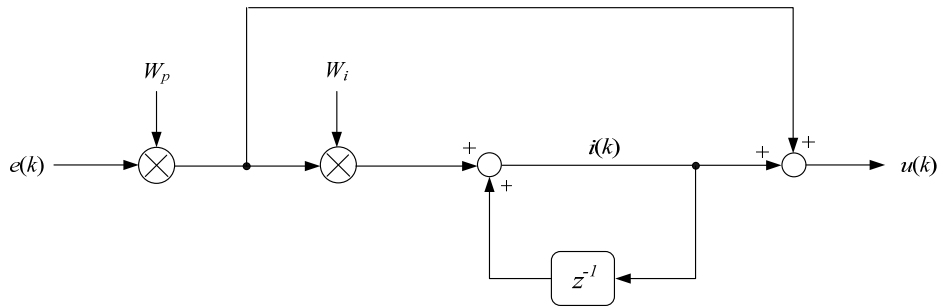 W_p
W_i
e(k)
+
+
i(k)
+
+
u(k)
z^{-1}